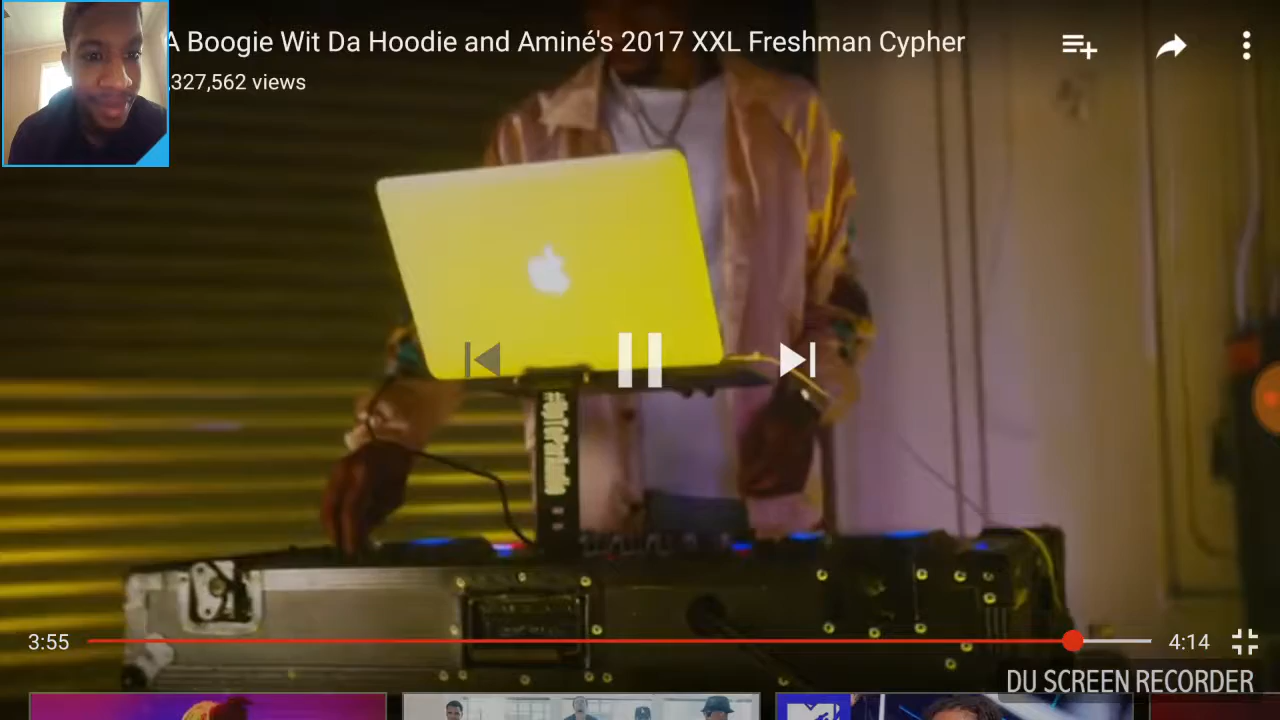 A Boogie Wit Da Hoodie and Aminé's 2017 XXL Freshman Cypher
,327,562 views
3:55
4:14
DU SCREEN RECORDER